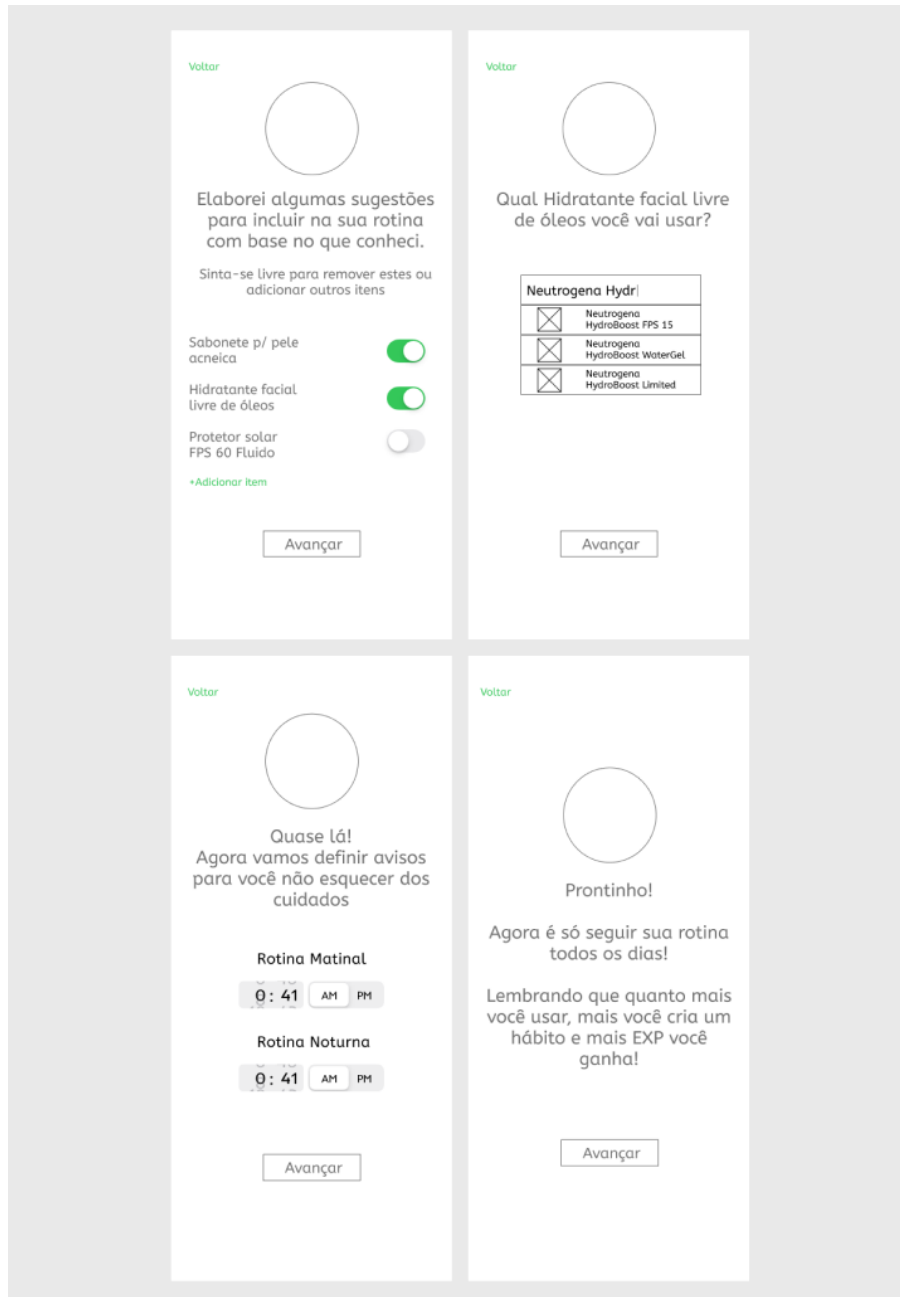 Voltar
Elaborei algumas sugestões
para incluir na sua rotina
com base no que conheci.
Sinta-se livre para remover estes ou
adicionar outros itens
Sabonete p/ pele
acneica
Hidratante facial
livre de óleos
Protetor solar
FPS 60 Fluido
+Adicionar item
Avançar
Voltar
Qual Hidratante facial livre
de óleos você vai usar?
Neutrogena Hydr
Neutrogena
HydroBoost FPS 15
Neutrogena
HydroBoost WaterGel
Neutrogena
HydroBoost Limited
Avançar
Voltar
Quase lá!
Agora vamos definir avisos
para você não esquecer dos
cuidados
Rotina Matinal
0: 41 AM PM
Rotina Noturna
0: 41 AM PM
Avançar
Voltar
Prontinho!
Agora é só seguir sua rotina
todos os dias!
Lembrando que quanto mais
você usar, mais você cria um
hábito e mais EXP você
ganha!
Avançar